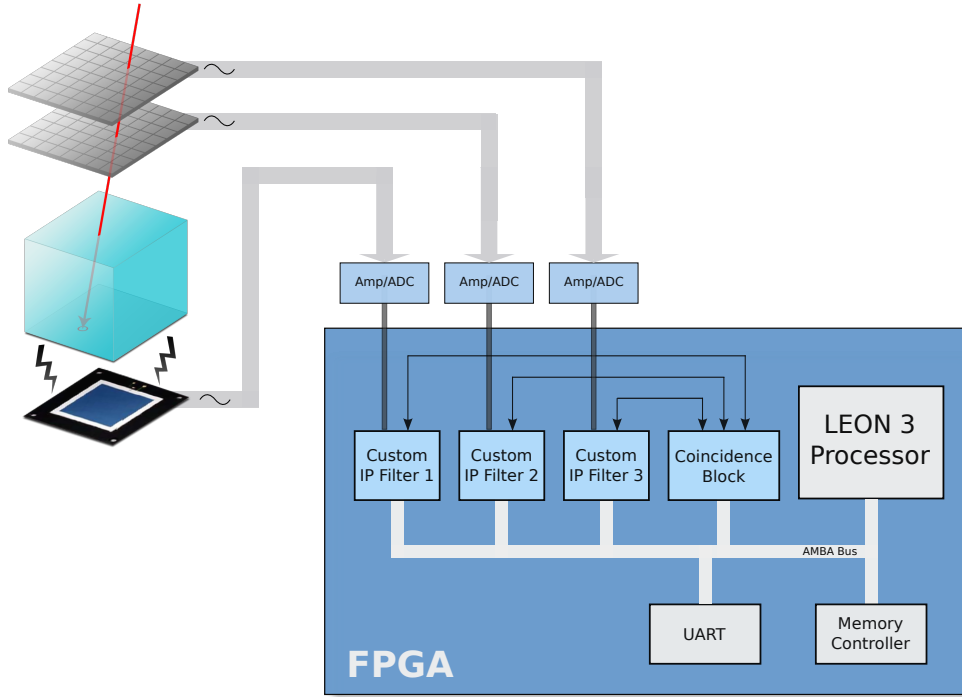 Amp/ADC
Amp/ADC
Amp/ADC
Custom
IP Filter 1
Custom
IP Filter 2
Custom
IP Filter 3
Coincidence
Block
LEON 3
Processor
AMBA Bus
UART
Memory
Controller
FPGA